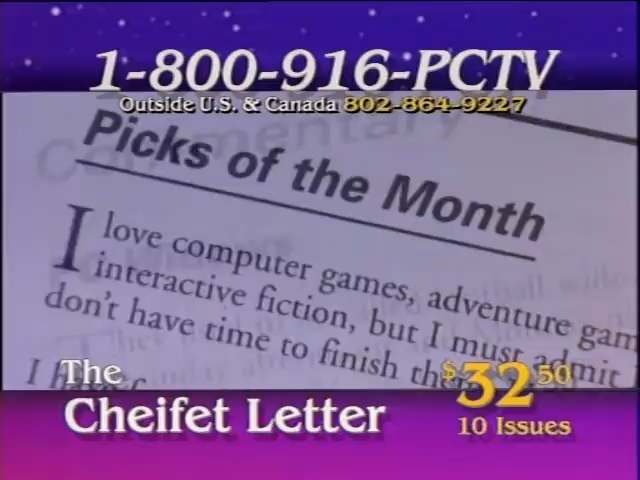 1-800-916-PCTV
Outside U.S. & Canada 802-864-9227
Commentary
Picks of the Month
I love computer games, adventure gam
interactive fiction, but I must admit I
don't have time to finish
I
The
Cheifet Letter
$32.50
10 Issues